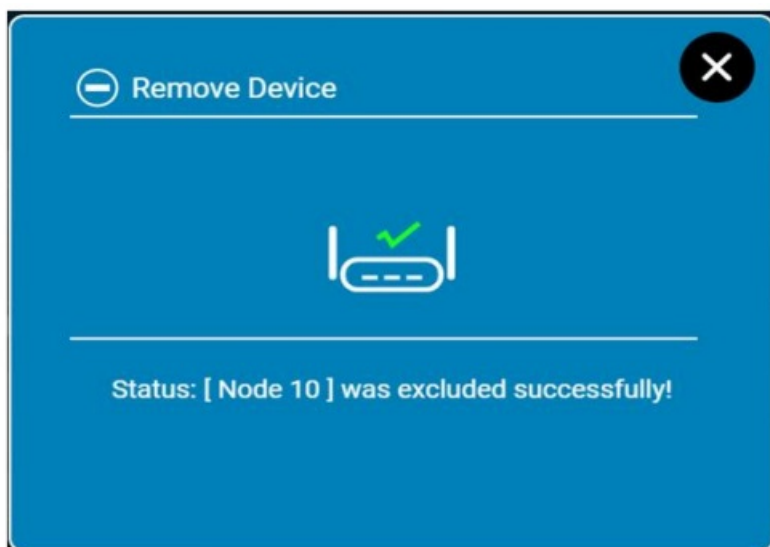 Remove Device
Status: [ Node 10 ] was excluded successfully!